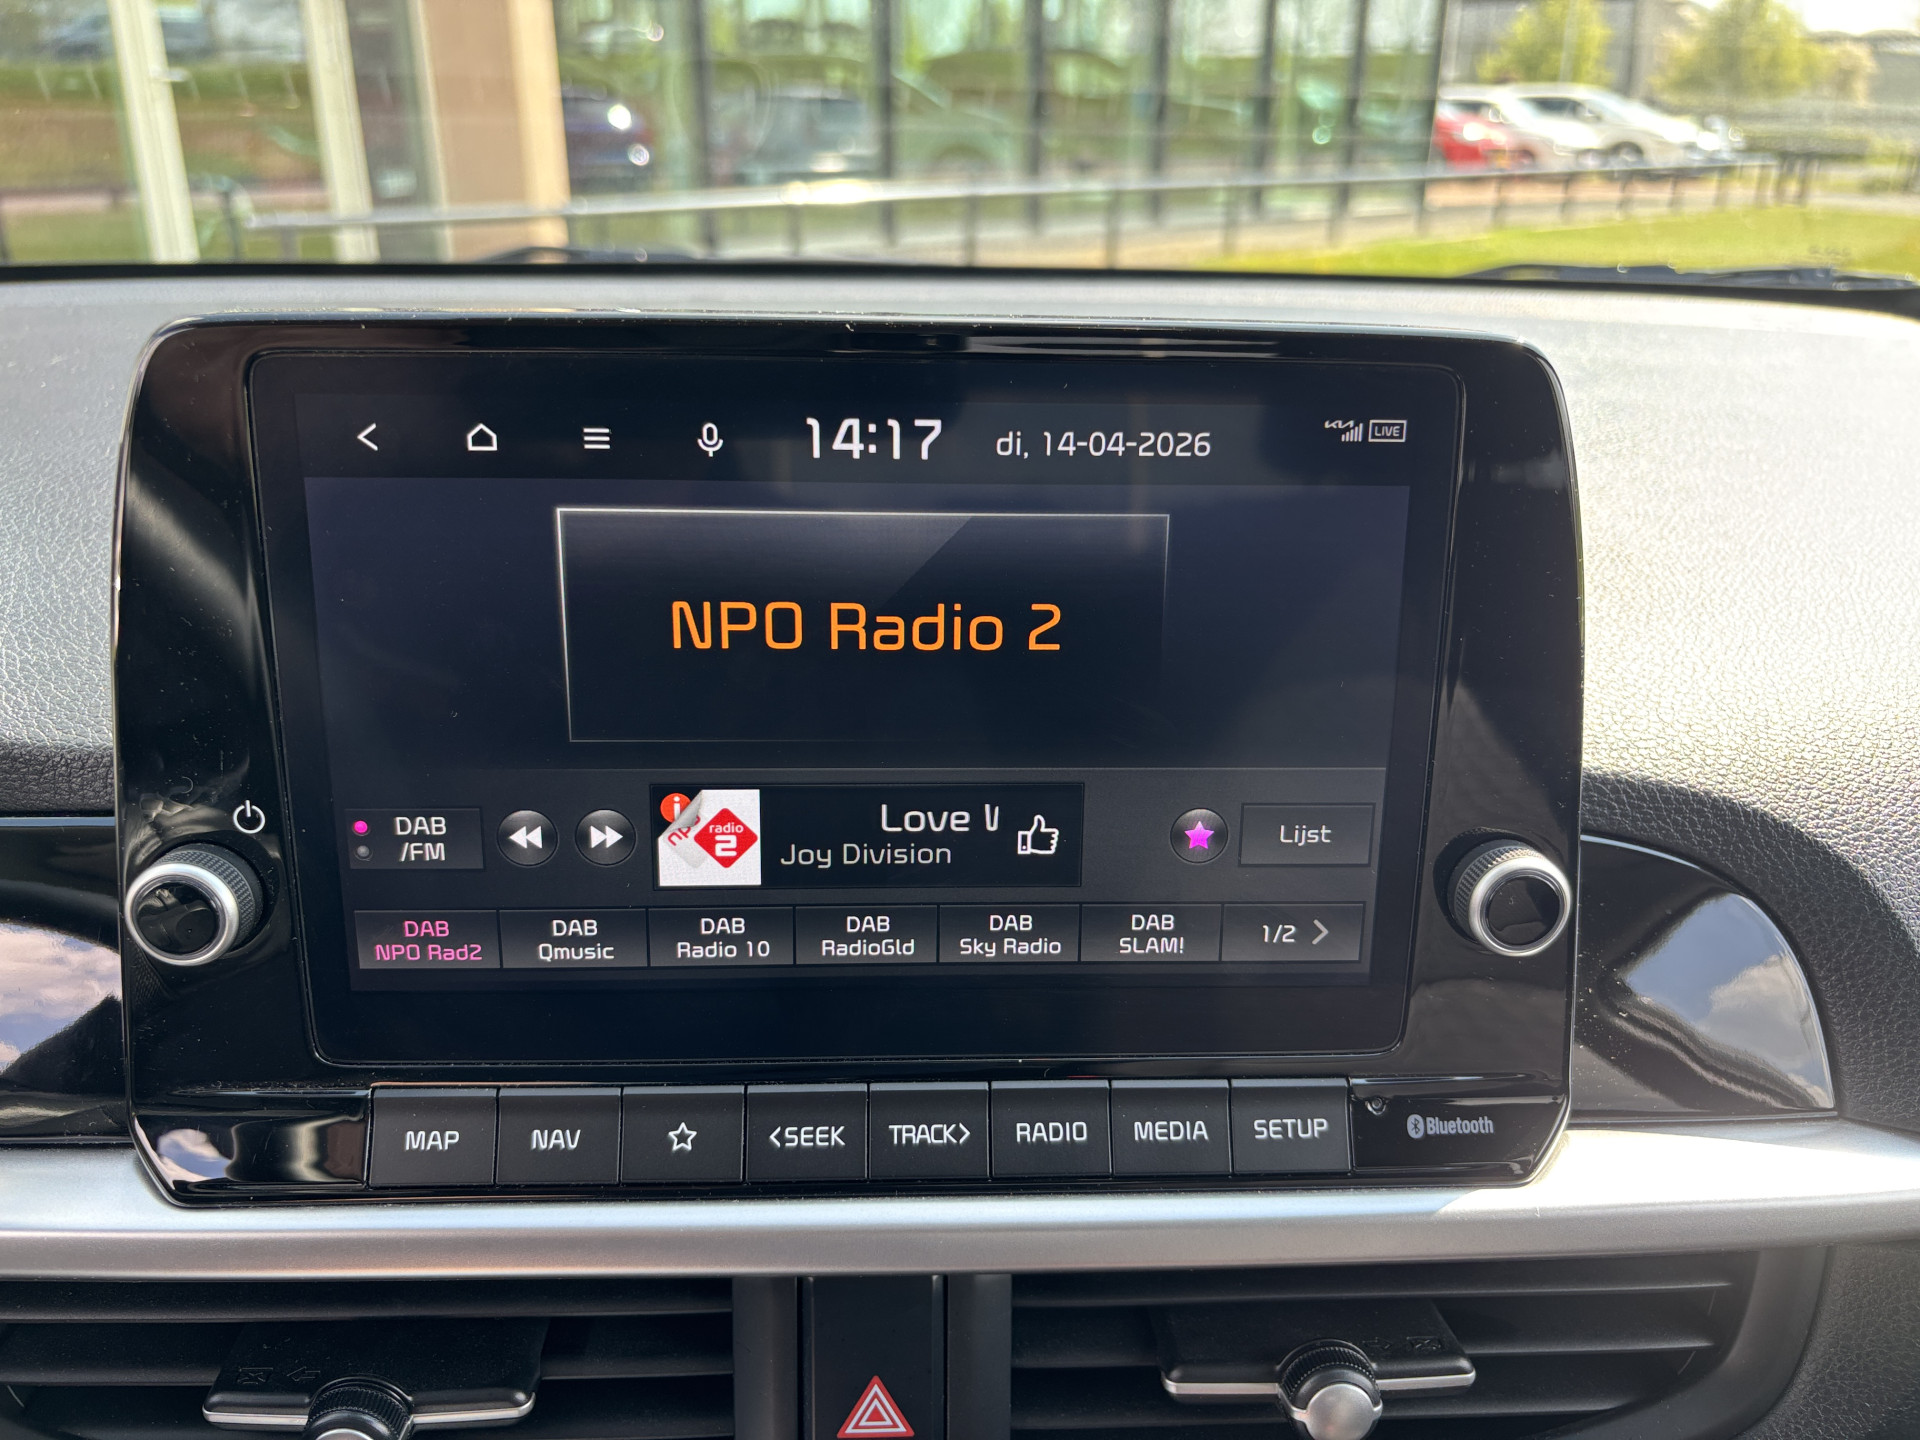 14:17 di, 14-04-2026 LIVE
NPO Radio 2
DAB
/FM
i
npo
radio
2
Love W
Joy Division
Lijst
DAB
NPO Rad2
DAB
Qmusic
DAB
Radio 10
DAB
RadioGld
DAB
Sky Radio
DAB
SLAM!
1/2
MAP
NAV
<SEEK
TRACK>
RADIO
MEDIA
SETUP
Bluetooth